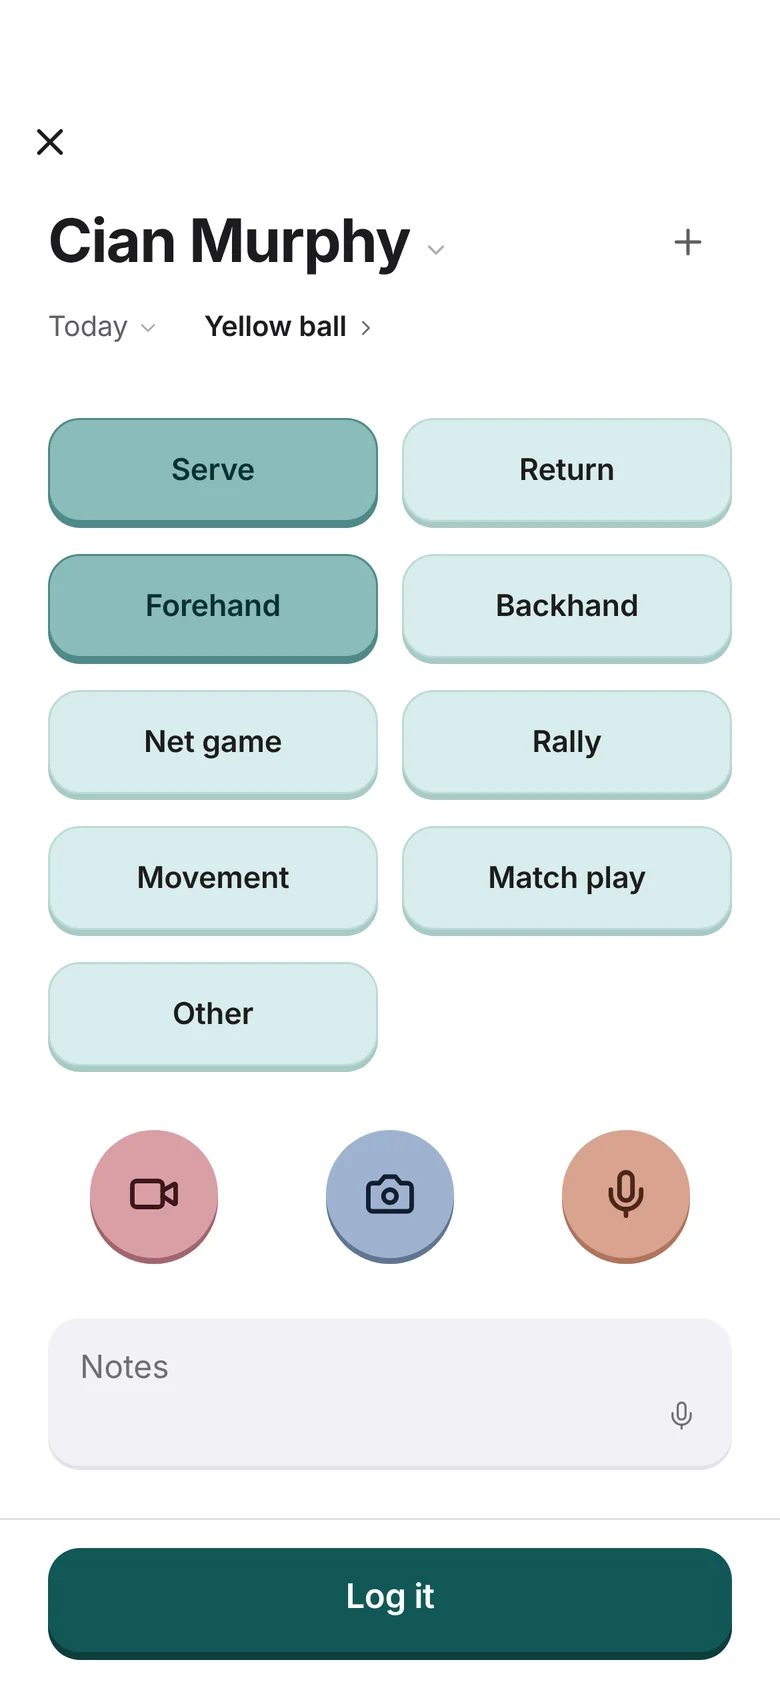 Cian Murphy
Today Yellow ball
Serve Return
Forehand Backhand
Net game Rally
Movement Match play
Other
Notes
Log it